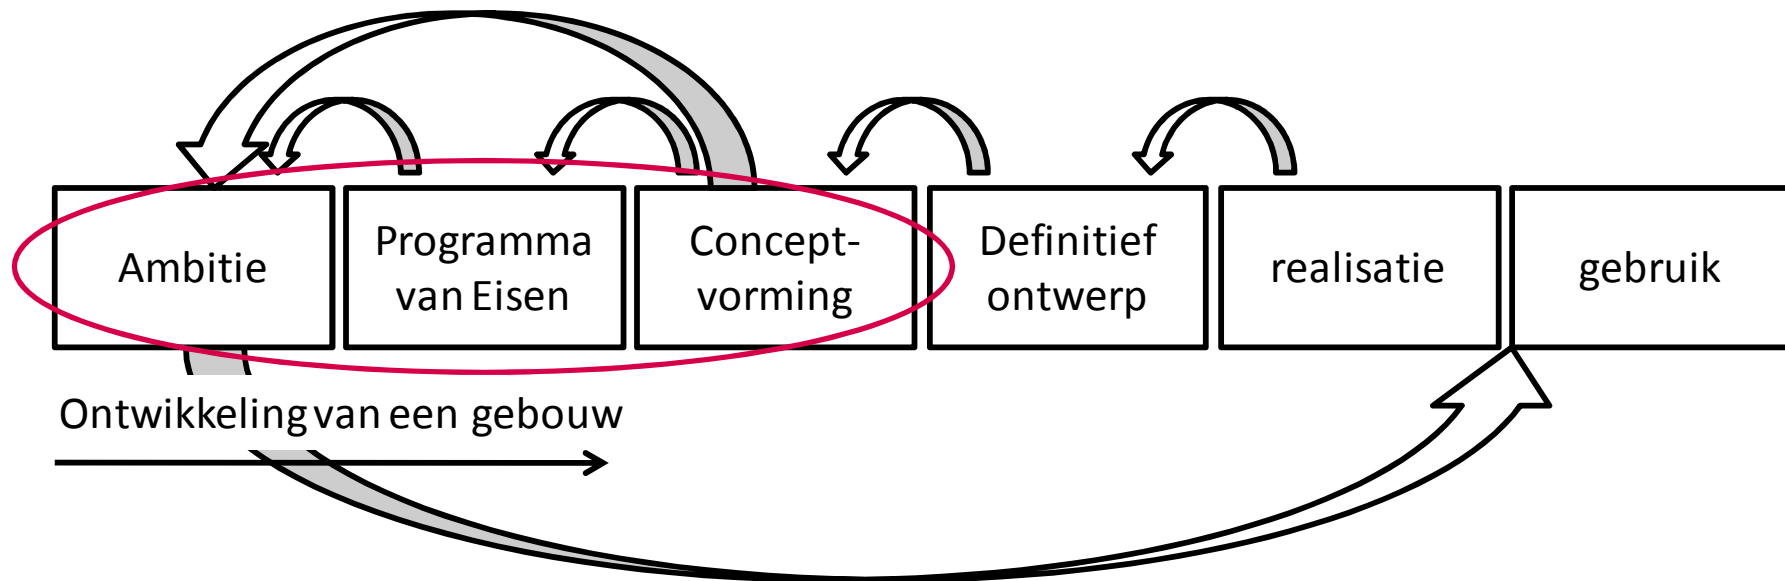 Ambitie
Programma
van Eisen
Concept-
vorming
Definitief
ontwerp
realisatie
gebruik
Ontwikkeling van een gebouw